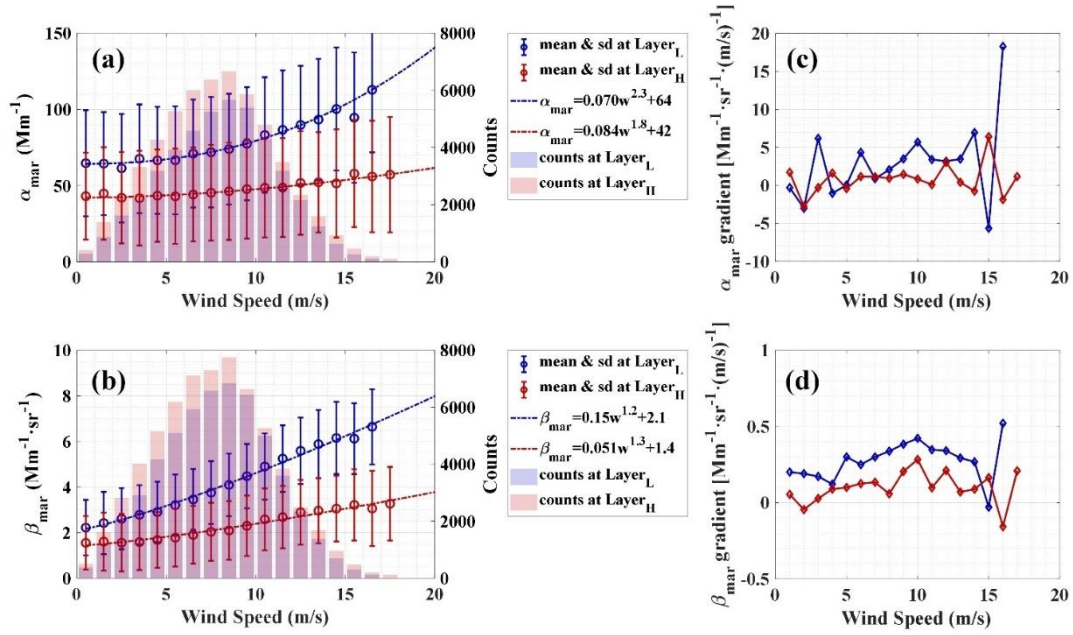 (a)
150
100
50
0
α_mar (Mm⁻¹)
0 5 10 15 20
Wind Speed (m/s)
8000
6000
4000
2000
0
Counts
mean & sd at Layer_L
mean & sd at Layer_H
α_mar=0.070w^2.3+64
α_mar=0.084w^1.8+42
counts at Layer_L
counts at Layer_H
(c)
20
15
10
5
0
-5
-10
α_mar gradient [Mm⁻¹·sr⁻¹·(m/s)⁻¹]
0 5 10 15 20
Wind Speed (m/s)
(b)
10
8
6
4
2
0
β_mar (Mm⁻¹·sr⁻¹)
0 5 10 15 20
Wind Speed (m/s)
8000
6000
4000
2000
0
Counts
mean & sd at Layer_L
mean & sd at Layer_H
β_mar=0.15w^1.2+2.1
β_mar=0.051w^1.3+1.4
counts at Layer_L
counts at Layer_H
(d)
1
0.5
0
-0.5
β_mar gradient [Mm⁻¹·sr⁻¹·(m/s)⁻¹]
0 5 10 15 20
Wind Speed (m/s)